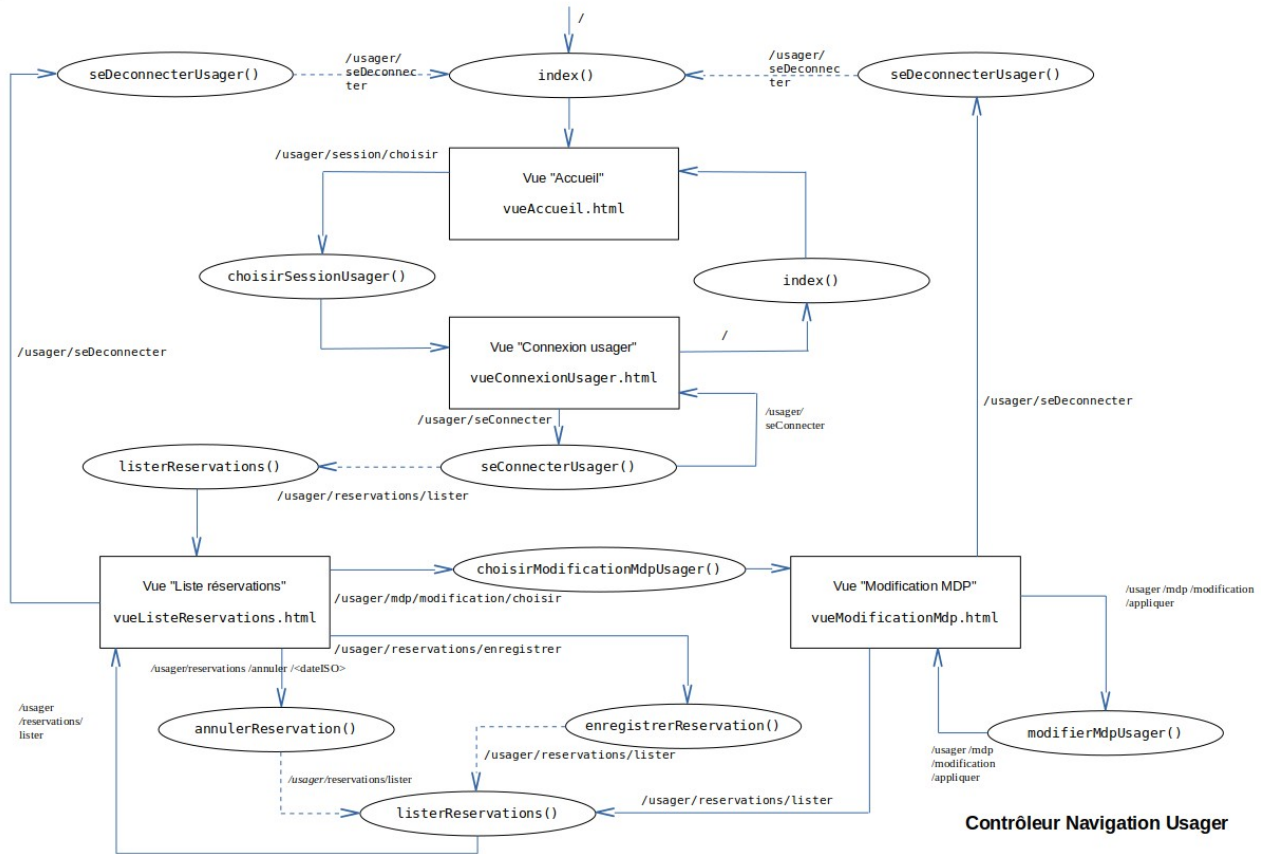 /
seDeconnecterUsager()
/usager/
seDeconnec
ter
index()
/usager/
seDeconnec
ter
seDeconnecterUsager()
/usager/session/choisir
Vue "Accueil"
vueAccueil.html
choisirSessionUsager()
index()
/usager/seDeconnecter
Vue "Connexion usager"
vueConnexionUsager.html
/
/usager/seDeconnecter
/usager/seConnecter
/usager/
seConnecter
listerReservations()
seConnecterUsager()
/usager/reservations/lister
Vue "Liste réservations"
vueListeReservations.html
choisirModificationMdpUsager()
/usager/mdp/modification/choisir
Vue "Modification MDP"
vueModificationMdp.html
/usager /mdp /modification
/appliquer
/usager/reservations/enregistrer
/usager/reservations /annuler /<dateISO>
/usager
/reservations/
lister
annulerReservation()
enregistrerReservation()
modifierMdpUsager()
/usager/reservations/lister
/usager /mdp
/modification
/appliquer
/usager/reservations/lister
listerReservations()
/usager/reservations/lister
Contrôleur Navigation Usager